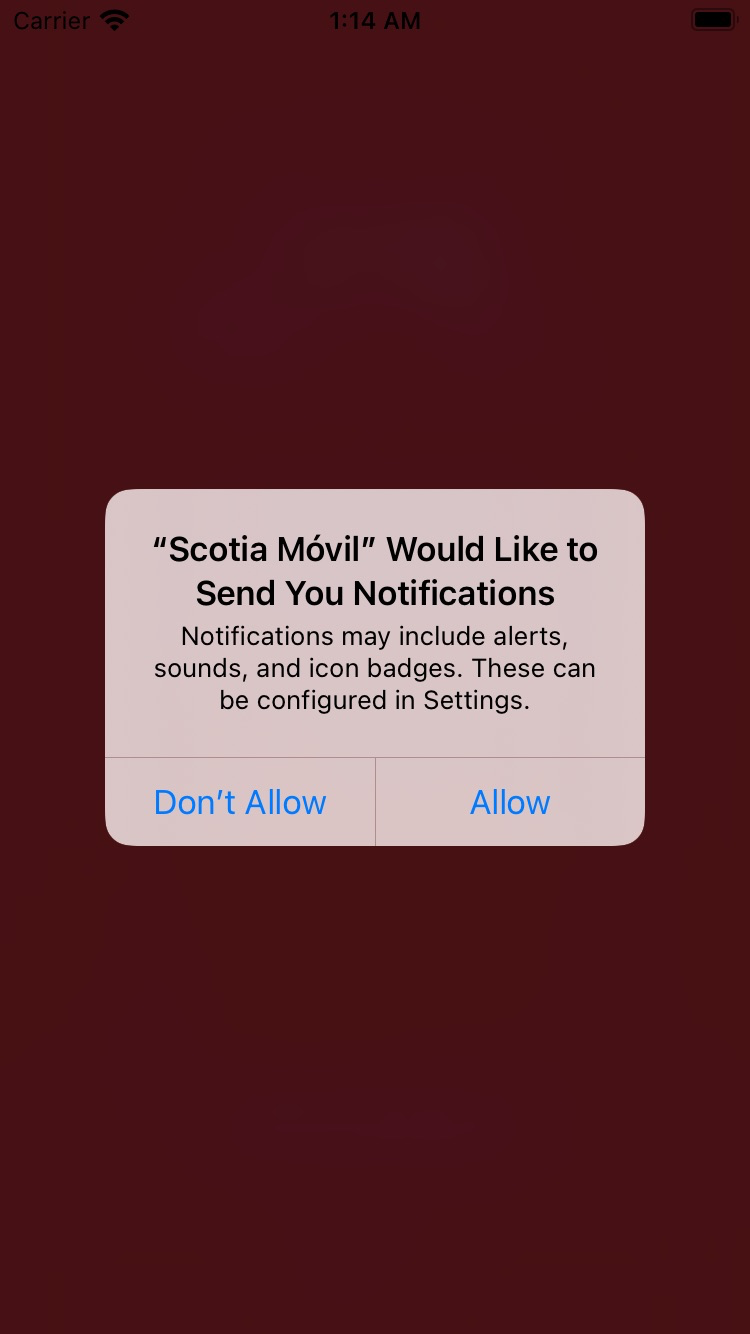 Carrier 1:14 AM
“Scotia Móvil” Would Like to
Send You Notifications
Notifications may include alerts,
sounds, and icon badges. These can
be configured in Settings.
Don’t Allow Allow